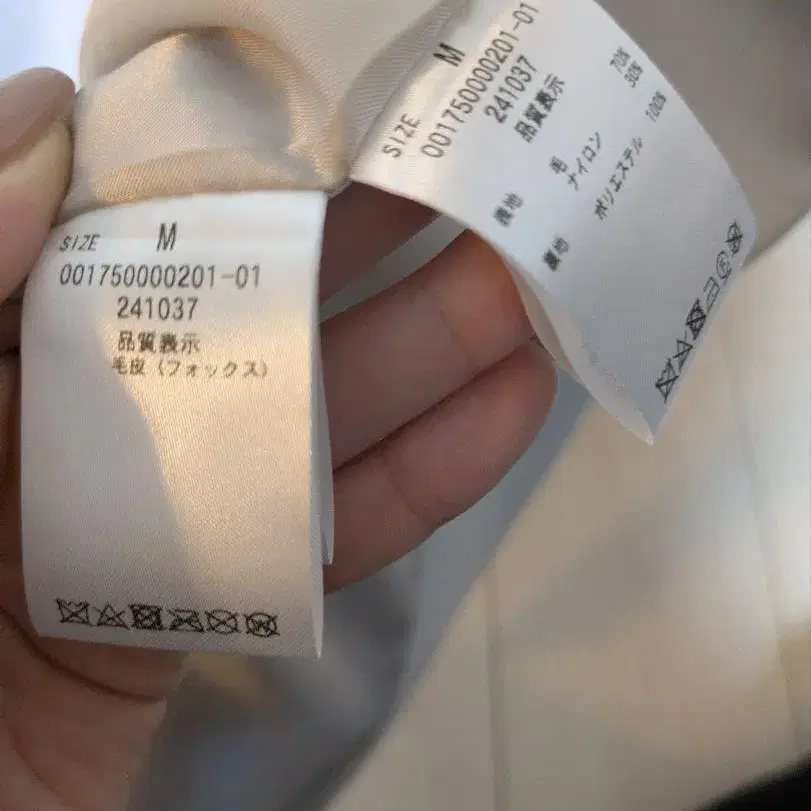 SIZE M
001750000201-01
241037
品質表示
毛皮（フォックス）
SIZE M
001750000201-01
241037
品質表示
表地 毛 70%
ナイロン 30%
裏地 ポリエステル 100%